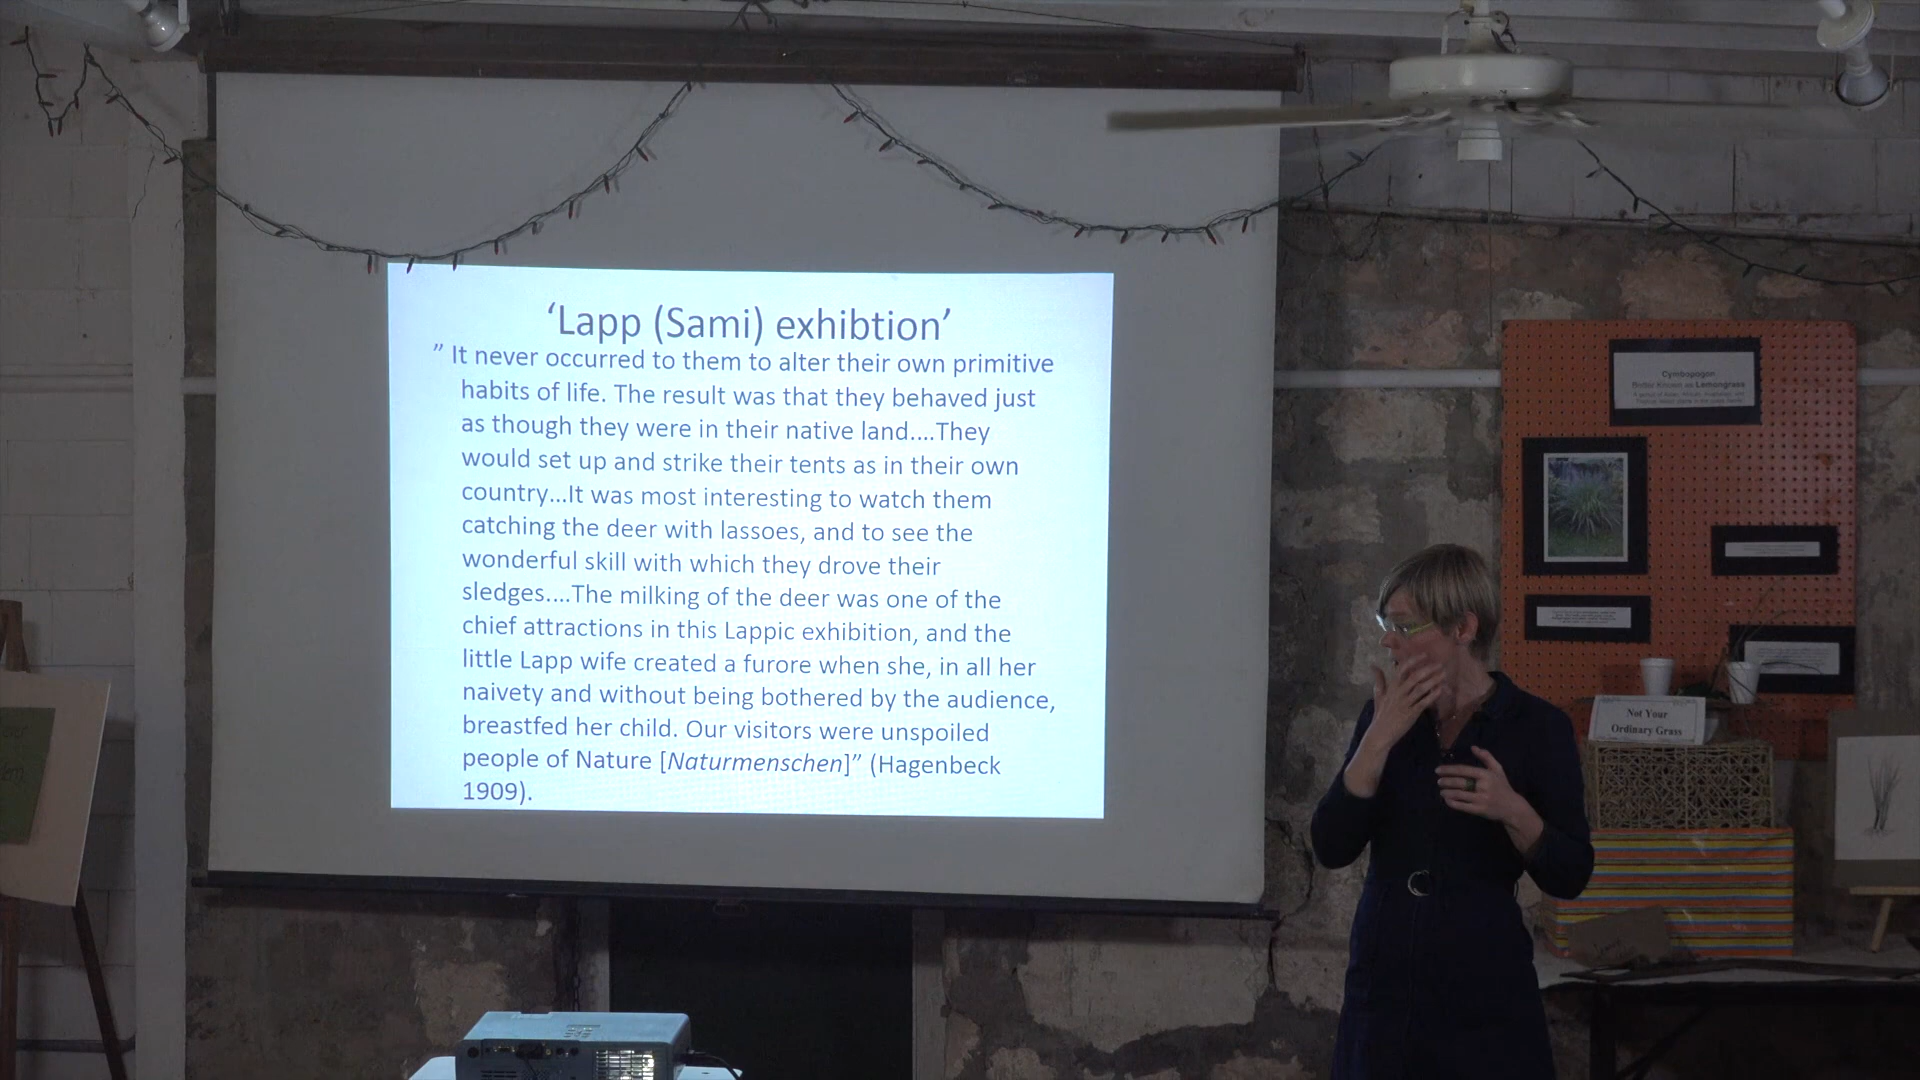 ‘Lapp (Sami) exhibtion’
” It never occurred to them to alter their own primitive
habits of life. The result was that they behaved just
as though they were in their native land....They
would set up and strike their tents as in their own
country...It was most interesting to watch them
catching the deer with lassoes, and to see the
wonderful skill with which they drove their
sledges....The milking of the deer was one of the
chief attractions in this Lappic exhibition, and the
little Lapp wife created a furore when she, in all her
naivety and without being bothered by the audience,
breastfed her child. Our visitors were unspoiled
people of Nature [Naturmenschen]” (Hagenbeck
1909).
Cymbopogon
Better Known as Lemongrass
Not Your
Ordinary Grass